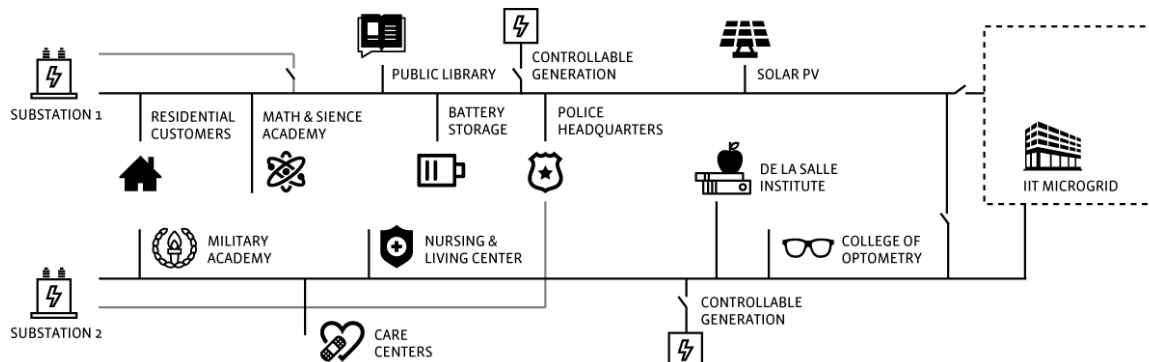 PUBLIC LIBRARY
CONTROLLABLE
GENERATION
SOLAR PV
SUBSTATION 1
RESIDENTIAL
CUSTOMERS
MATH & SIENCE
ACADEMY
BATTERY
STORAGE
POLICE
HEADQUARTERS
DE LA SALLE
INSTITUTE
IIT MICROGRID
MILITARY
ACADEMY
NURSING &
LIVING CENTER
COLLEGE OF
OPTOMETRY
SUBSTATION 2
CARE
CENTERS
CONTROLLABLE
GENERATION